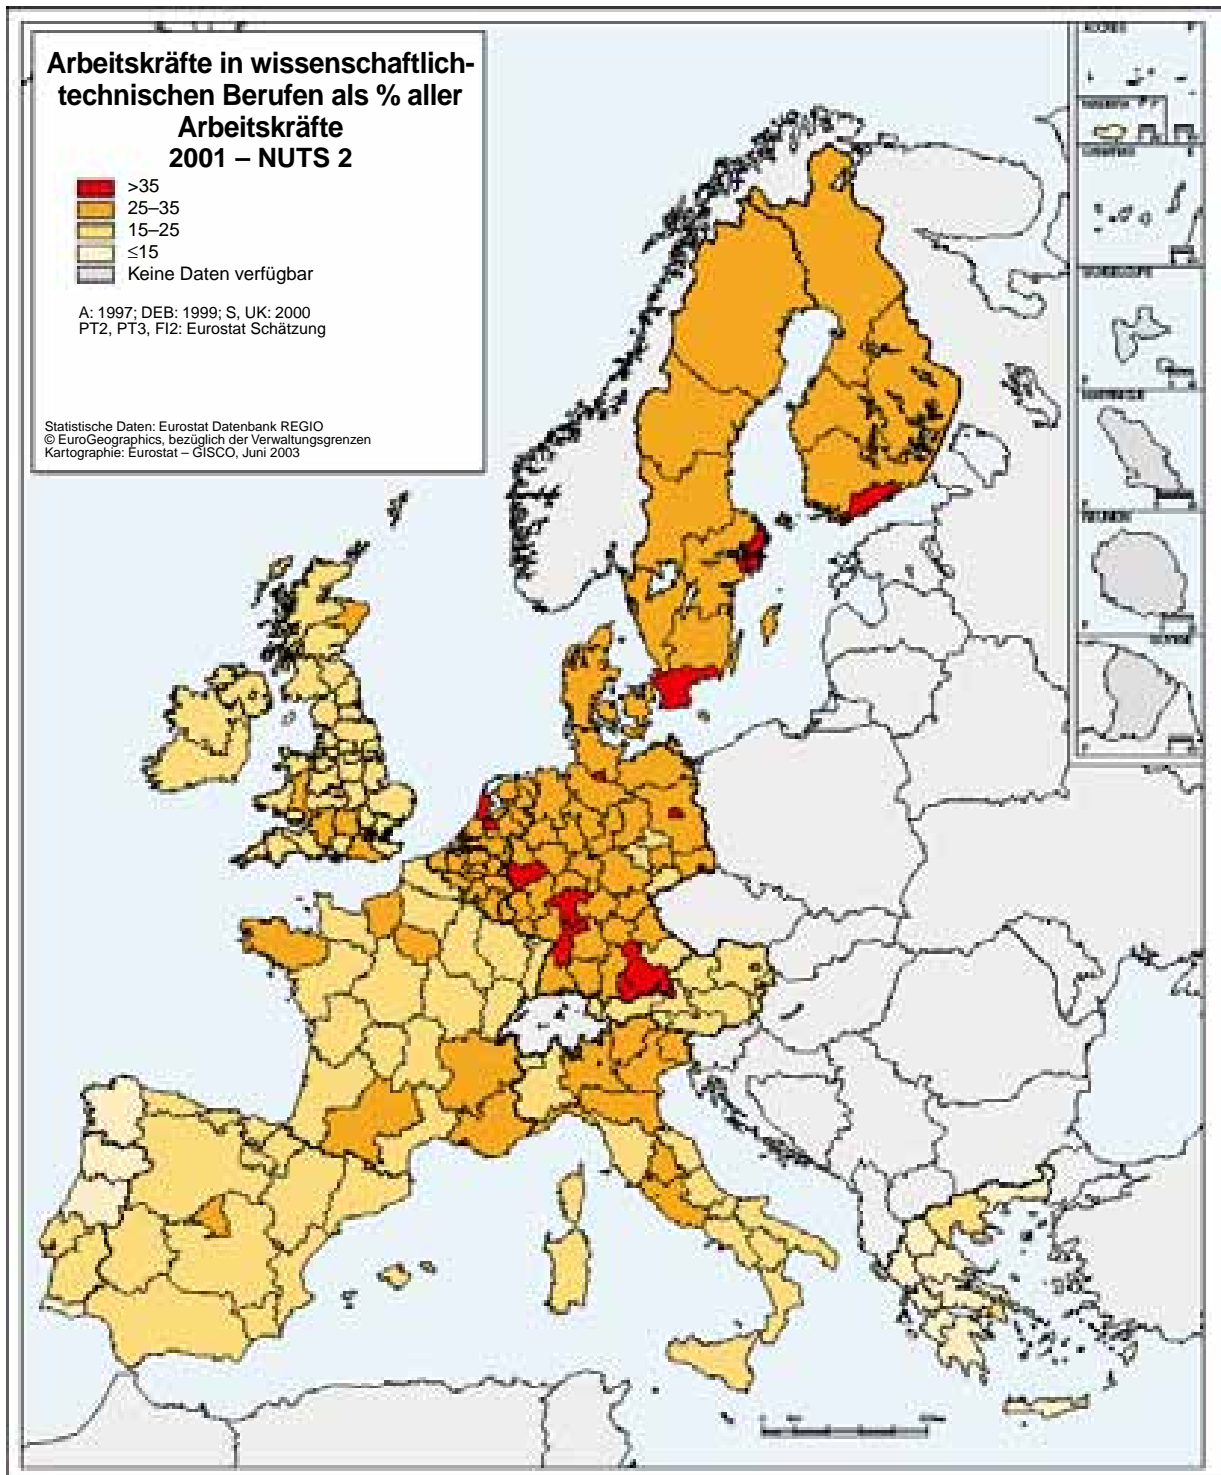 Arbeitskräfte in wissenschaftlich-
technischen Berufen als % aller
Arbeitskräfte
2001 – NUTS 2
>35
25–35
15–25
≤15
Keine Daten verfügbar
A: 1997; DEB: 1999; S, UK: 2000
PT2, PT3, FI2: Eurostat Schätzung
Statistische Daten: Eurostat Datenbank REGIO
© EuroGeographics, bezüglich der Verwaltungsgrenzen
Kartographie: Eurostat – GISCO, Juni 2003